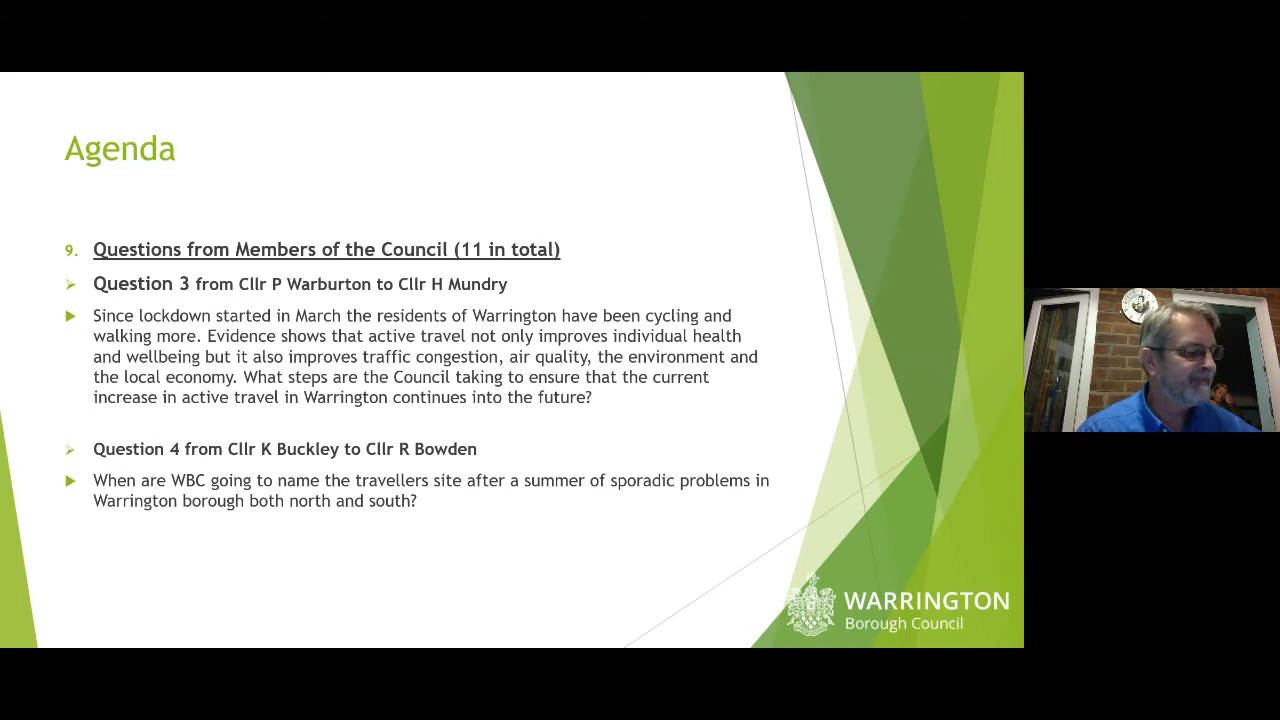 Agenda
9. Questions from Members of the Council (11 in total)
Question 3 from Cllr P Warburton to Cllr H Mundry
Since lockdown started in March the residents of Warrington have been cycling and
walking more. Evidence shows that active travel not only improves individual health
and wellbeing but it also improves traffic congestion, air quality, the environment and
the local economy. What steps are the Council taking to ensure that the current
increase in active travel in Warrington continues into the future?
Question 4 from Cllr K Buckley to Cllr R Bowden
When are WBC going to name the travellers site after a summer of sporadic problems in
Warrington borough both north and south?
WARRINGTON
Borough Council